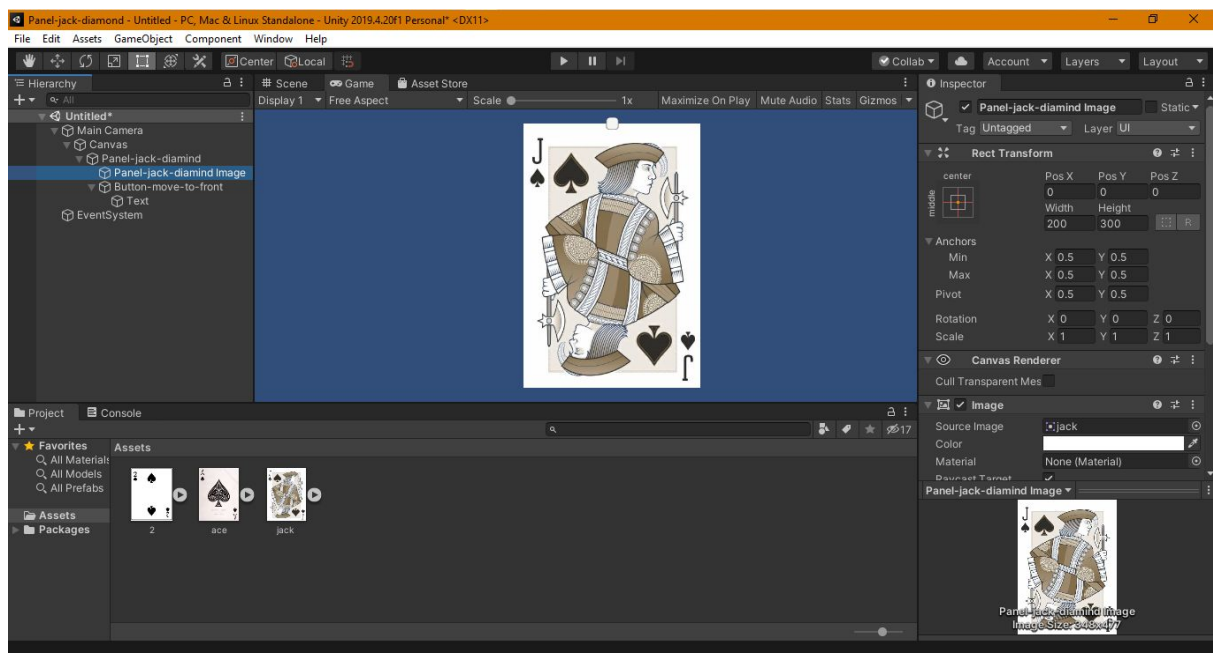 Panel-jack-diamond - Untitled - PC, Mac & Linux Standalone - Unity 2019.4.20f1 Personal* <DX11>
File Edit Assets GameObject Component Window Help
Center Local Collab Account Layers Layout
Hierarchy
All
Untitled*
Main Camera
Canvas
Panel-jack-diamind
Panel-jack-diamind Image
Button-move-to-front
Text
EventSystem
Scene Game Asset Store
Display 1 Free Aspect Scale 1x Maximize On Play Mute Audio Stats Gizmos
J
J
Inspector
Panel-jack-diamind Image Static
Tag Untagged Layer UI
Rect Transform
center Pos X Pos Y Pos Z
middle 0 0 0
Width Height
200 300 R
Anchors
Min X 0.5 Y 0.5
Max X 0.5 Y 0.5
Pivot X 0.5 Y 0.5
Rotation X 0 Y 0 Z 0
Scale X 1 Y 1 Z 1
Canvas Renderer
Cull Transparent Mes
Image
Source Image jack
Color
Material None (Material)
Raycast Target
Panel-jack-diamind Image
J
Panel-jack-diamind Image
Image Size: 348x477
Project Console
17
Favorites
All Materials
All Models
All Prefabs
Assets
Packages
Assets
2 ace jack